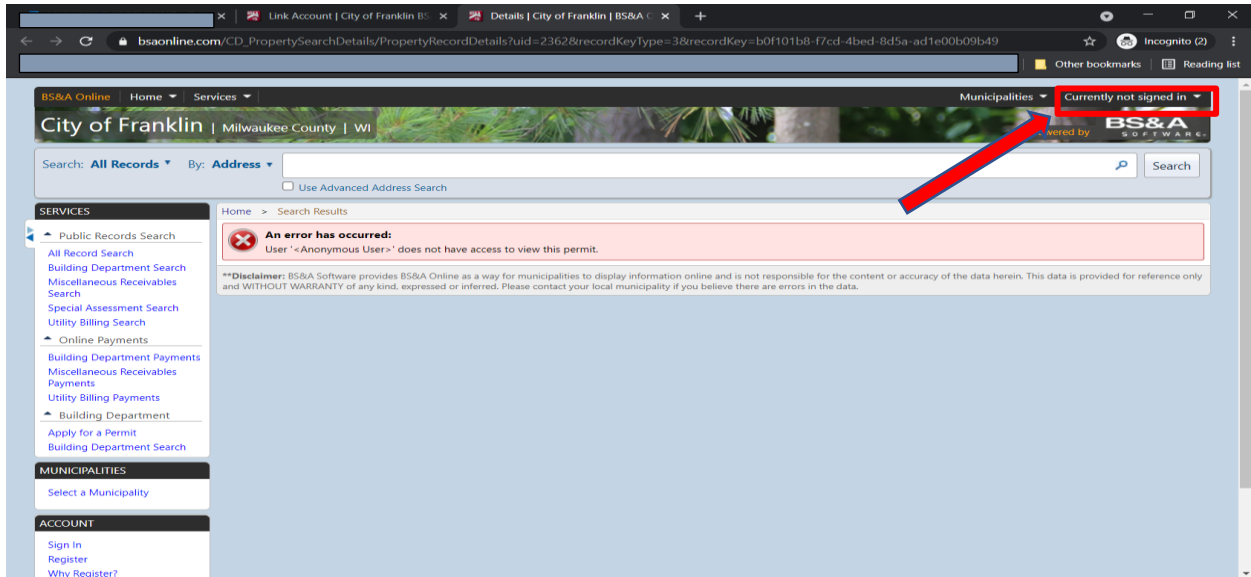 Link Account | City of Franklin BS
Details | City of Franklin | BS&A C
bsaonline.com/CD_PropertySearchDetails/PropertyRecordDetails?uid=2362&recordKeyType=3&recordKey=b0f101b8-f7cd-4bed-8d5a-ad1e00b09b49
Incognito (2)
Other bookmarks
Reading list
BS&A Online Home Services Municipalities Currently not signed in
City of Franklin | Milwaukee County | WI
wered by BS&A
SOFTWARE
Search: All Records By: Address Search
Use Advanced Address Search
SERVICES
Public Records Search
All Record Search
Building Department Search
Miscellaneous Receivables
Search
Special Assessment Search
Utility Billing Search
Online Payments
Building Department Payments
Miscellaneous Receivables
Payments
Utility Billing Payments
Building Department
Apply for a Permit
Building Department Search
MUNICIPALITIES
Select a Municipality
ACCOUNT
Sign In
Register
Why Register?
Home > Search Results
An error has occurred:
User '<Anonymous User>' does not have access to view this permit.
**Disclaimer: BS&A Software provides BS&A Online as a way for municipalities to display information online and is not responsible for the content or accuracy of the data herein. This data is provided for reference only
and WITHOUT WARRANTY of any kind, expressed or inferred. Please contact your local municipality if you believe there are errors in the data.